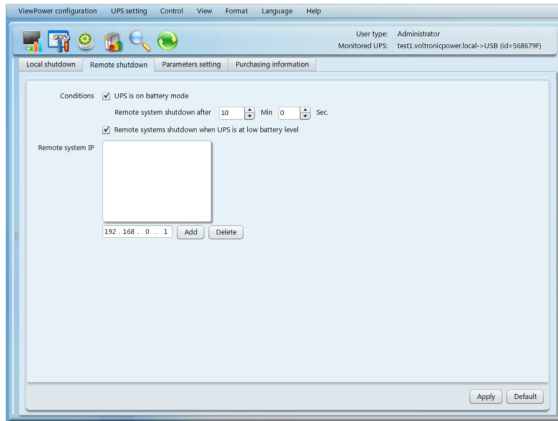 ViewPower configuration UPS setting Control View Format Language Help
User type: Administrator
Monitored UPS: test1.voltronicpower.local->USB (id=568679F)
Local shutdown Remote shutdown Parameters setting Purchasing information
Conditions UPS is on battery mode
Remote system shutdown after 10 Min 0 Sec.
Remote systems shutdown when UPS is at low battery level
Remote system IP
192 . 168 . 0 . 1 Add Delete
Apply Default